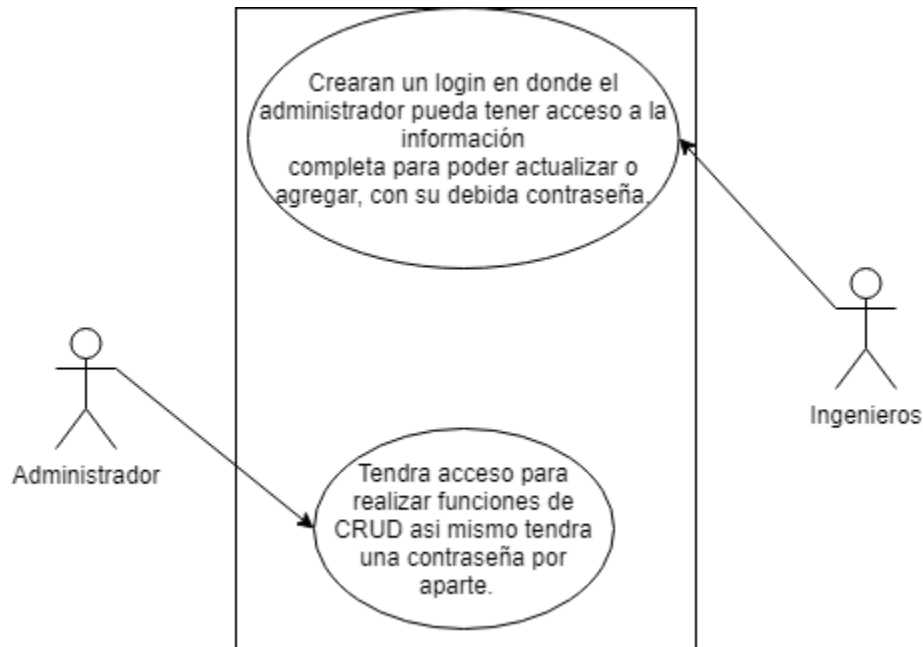 Crearan un login en donde el
administrador pueda tener acceso a la
información
completa para poder actualizar o
agregar, con su debida contraseña.
Ingenieros
Administrador
Tendra acceso para
realizar funciones de
CRUD asi mismo tendra
una contraseña por
aparte.